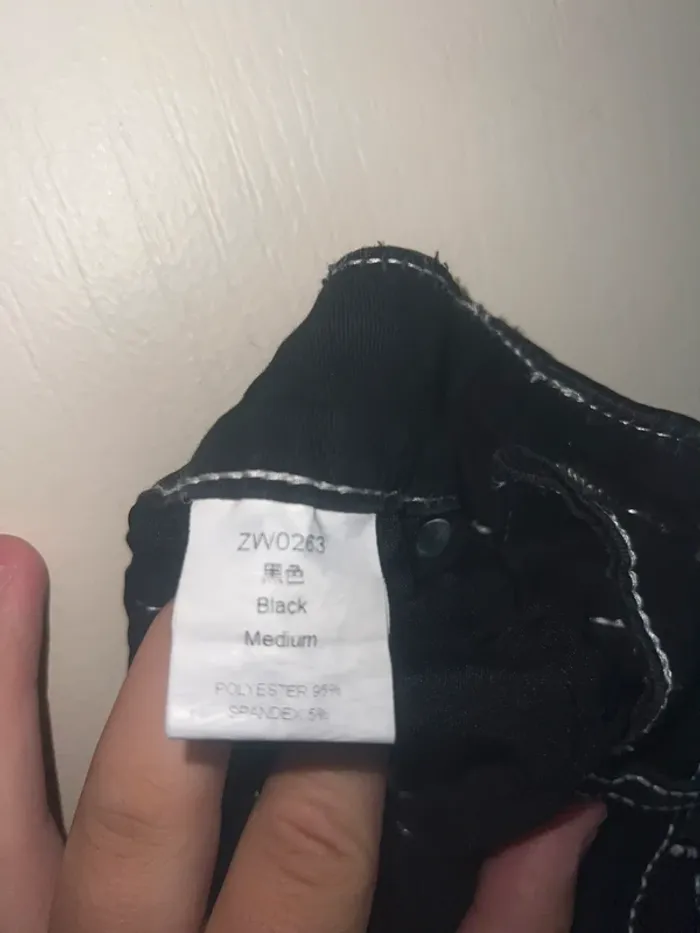 ZW0263
黑色
Black
Medium
POLYESTER 95%
SPANDEX 5%